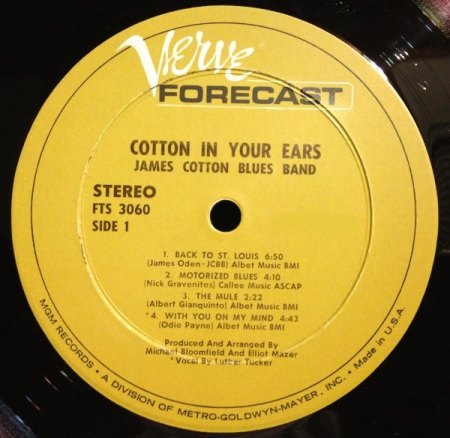 Verve
FORECAST
COTTON IN YOUR EARS
JAMES COTTON BLUES BAND
STEREO
FTS 3060
SIDE 1
1. BACK TO ST. LOUIS 6:50
(James Oden-JCBB) Albet Music BMI
2. MOTORIZED BLUES 4:10
(Nick Gravenites) Callee Music ASCAP
3. THE MULE 2:22
(Albert Gianquinto) Albet Music BMI
*4. WITH YOU ON MY MIND 4:43
(Odie Payne) Albet Music BMI
Produced And Arranged By
Michael Bloomfield And Elliot Mazer
*Vocal By Luther Tucker
MGM RECORDS • A DIVISION OF METRO-GOLDWYN-MAYER, INC. • Made in U.S.A.